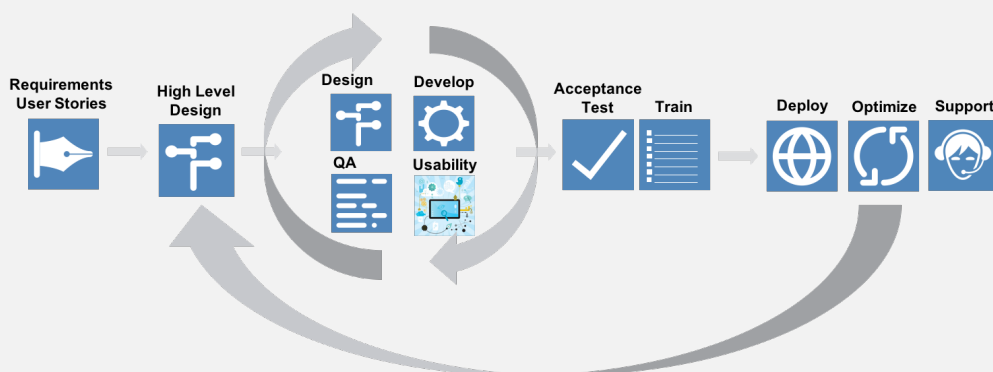 Requirements
User Stories
High Level
Design
Design
Develop
QA
Usability
Acceptance
Test
Train
Deploy
Optimize
Support